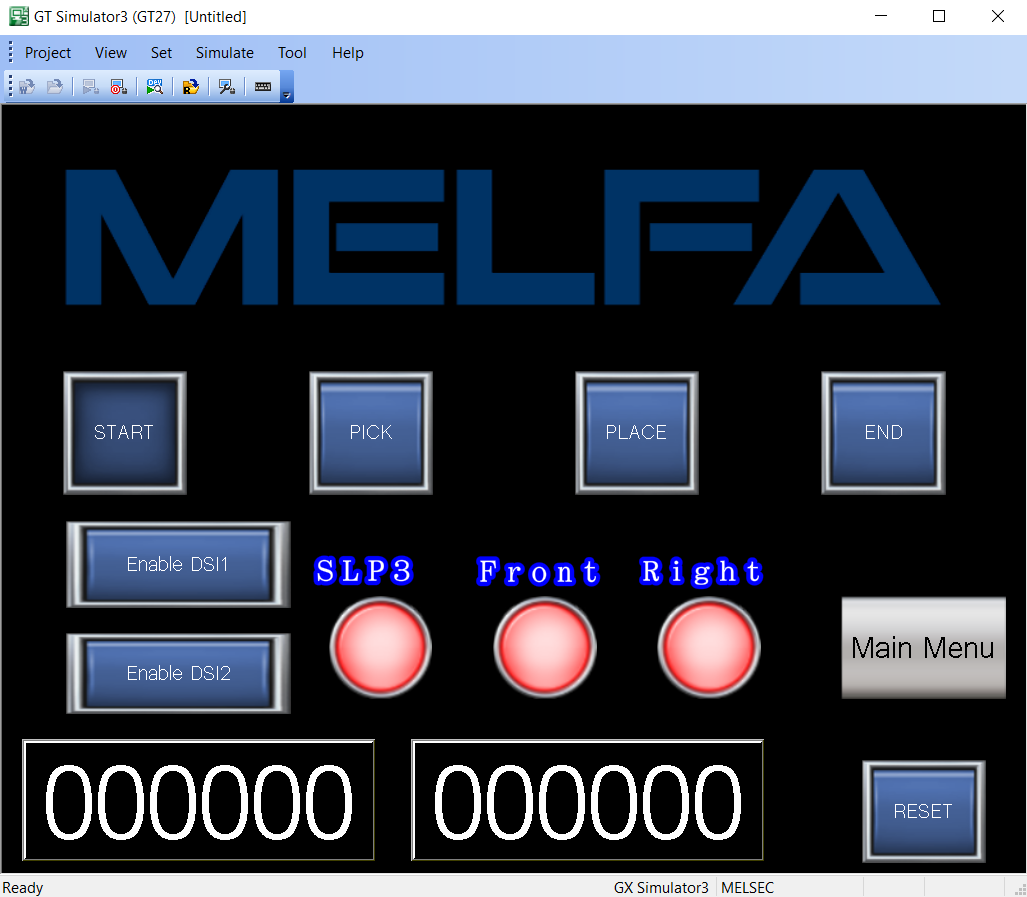 GT Simulator3 (GT27) [Untitled]
Project View Set Simulate Tool Help
MELFA
START PICK PLACE END
Enable DSI1
SLP3 Front Right
Enable DSI2
Main Menu
000000 000000
RESET
Ready GX Simulator3 MELSEC